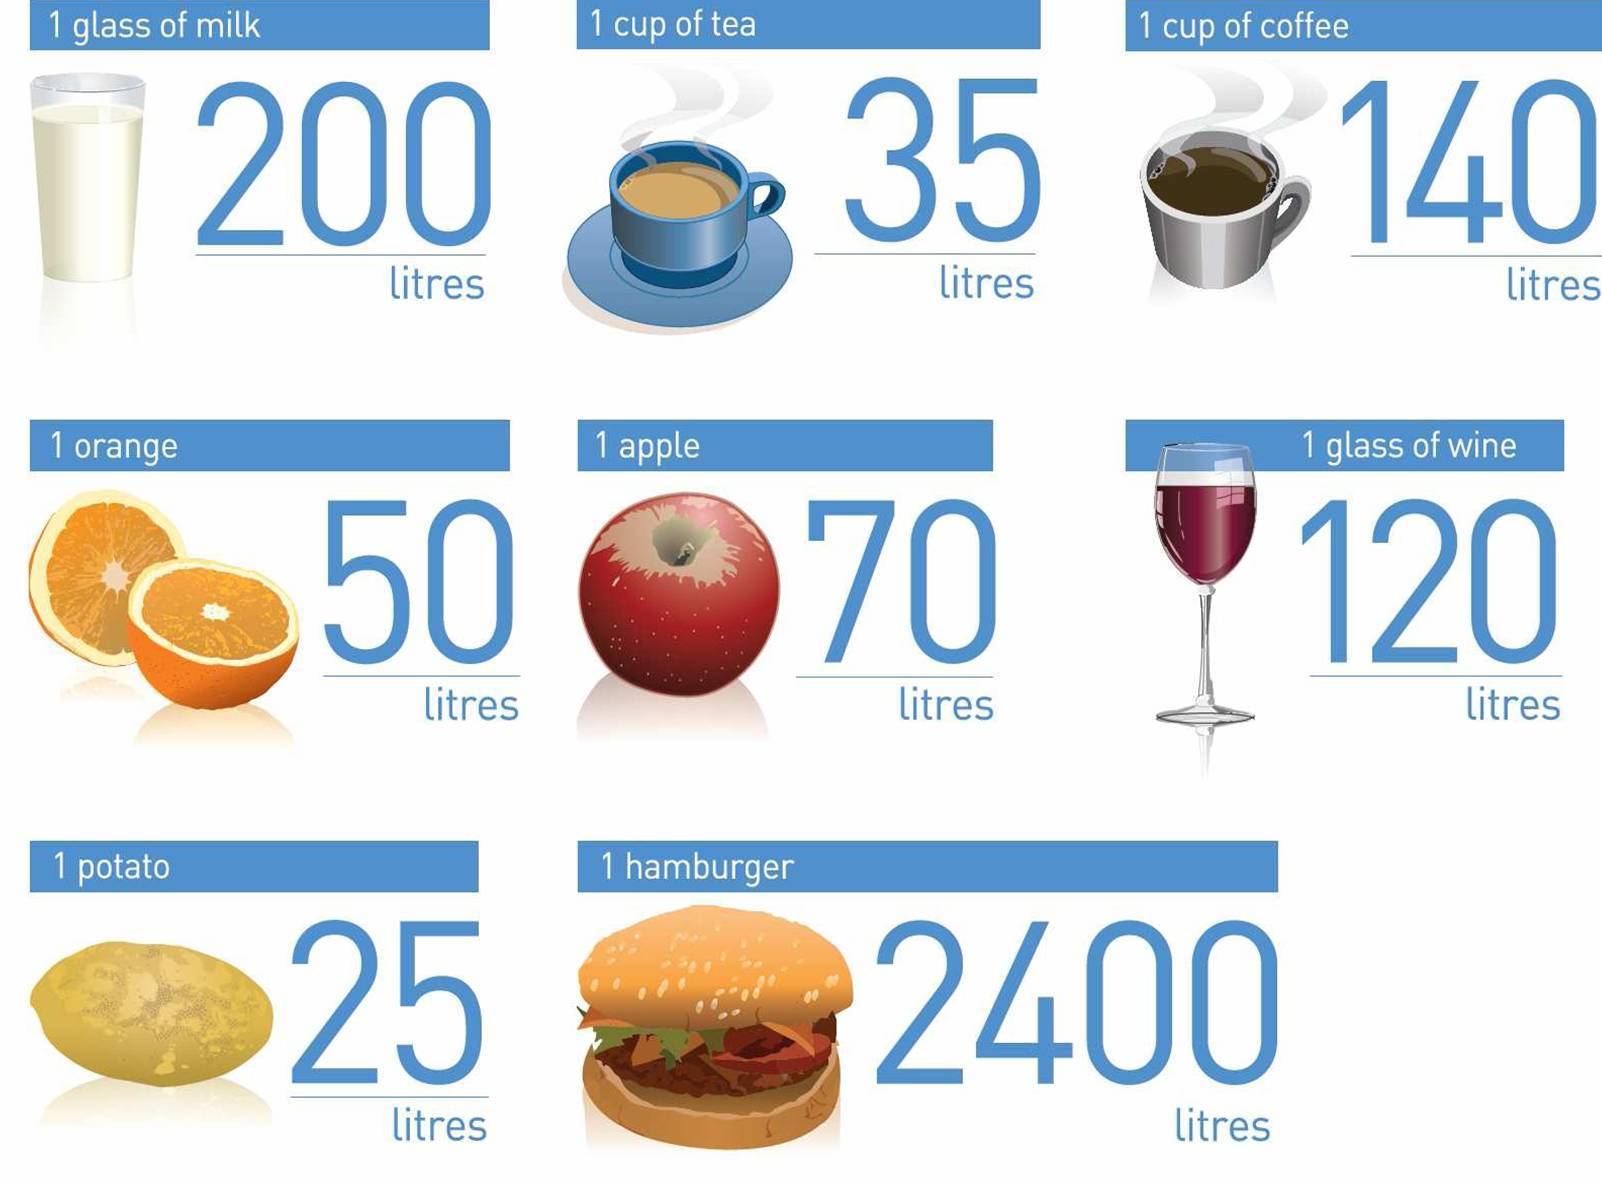 1 glass of milk
200
litres
1 cup of tea
35
litres
1 cup of coffee
140
litres
1 orange
50
litres
1 apple
70
litres
1 glass of wine
120
litres
1 potato
25
litres
1 hamburger
2400
litres